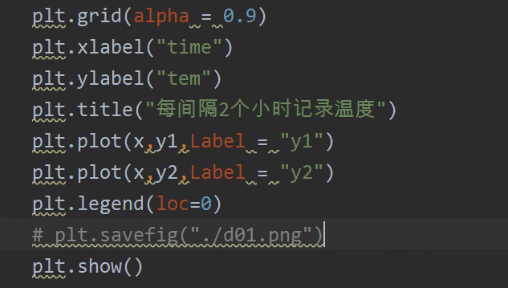 plt.grid(alpha = 0.9)
plt.xlabel("time")
plt.ylabel("tem")
plt.title("每间隔2个小时记录温度")
plt.plot(x,y1,Label = "y1")
plt.plot(x,y2,Label = "y2")
plt.legend(loc=0)
# plt.savefig("./d01.png")
plt.show()